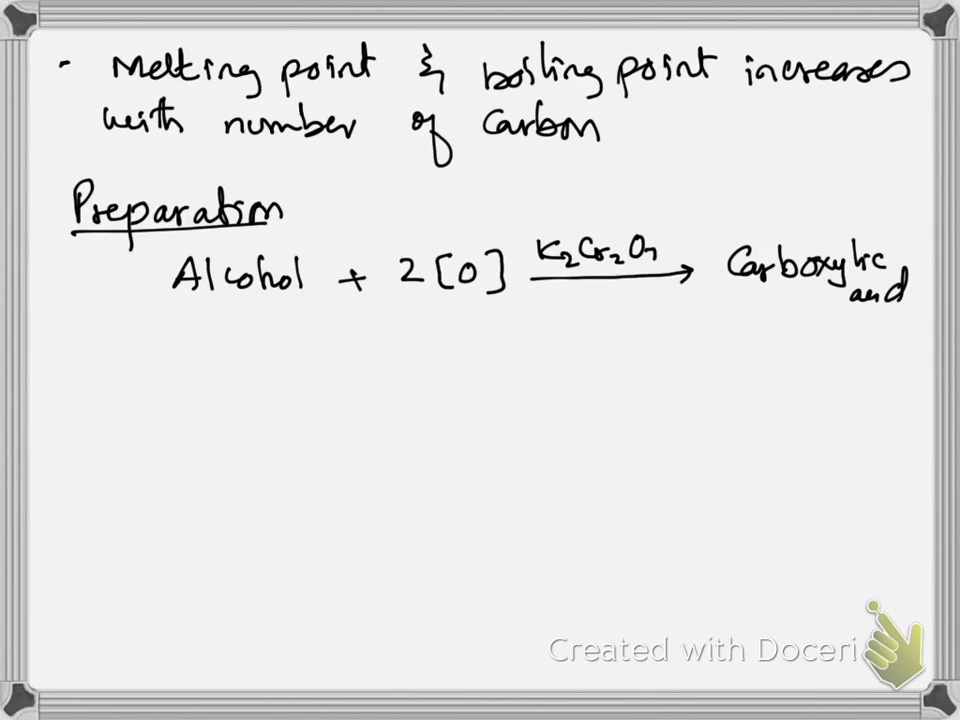 · Melting point & boiling point increases
with number of carbon
Preparation
Alcohol + 2[O] K₂Cr₂O₇ → Carboxylic
acid
Created with Doceri